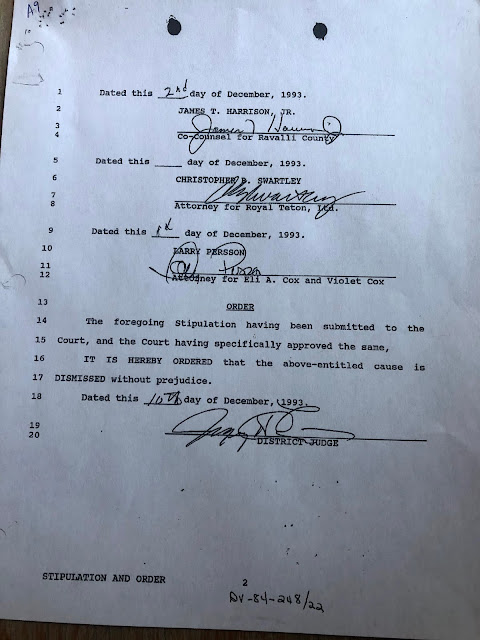 A9
10
1 Dated this 2nd day of December, 1993.
2 JAMES T. HARRISON, JR.
3
4 Co-Counsel for Ravalli County
5 Dated this ____ day of December, 1993.
6 CHRISTOPHER B. SWARTLEY
7
8 Attorney for Royal Teton, Ltd.
9 Dated this 1st day of December, 1993.
10 LARRY PERSSON
11
12 Attorney for Eli A. Cox and Violet Cox
13 ORDER
14 The foregoing Stipulation having been submitted to the
15 Court, and the Court having specifically approved the same,
16 IT IS HEREBY ORDERED that the above-entitled cause is
17 DISMISSED without prejudice.
18 Dated this 10th day of December, 1993.
19
20 DISTRICT JUDGE
STIPULATION AND ORDER 2
DV-84-248/22